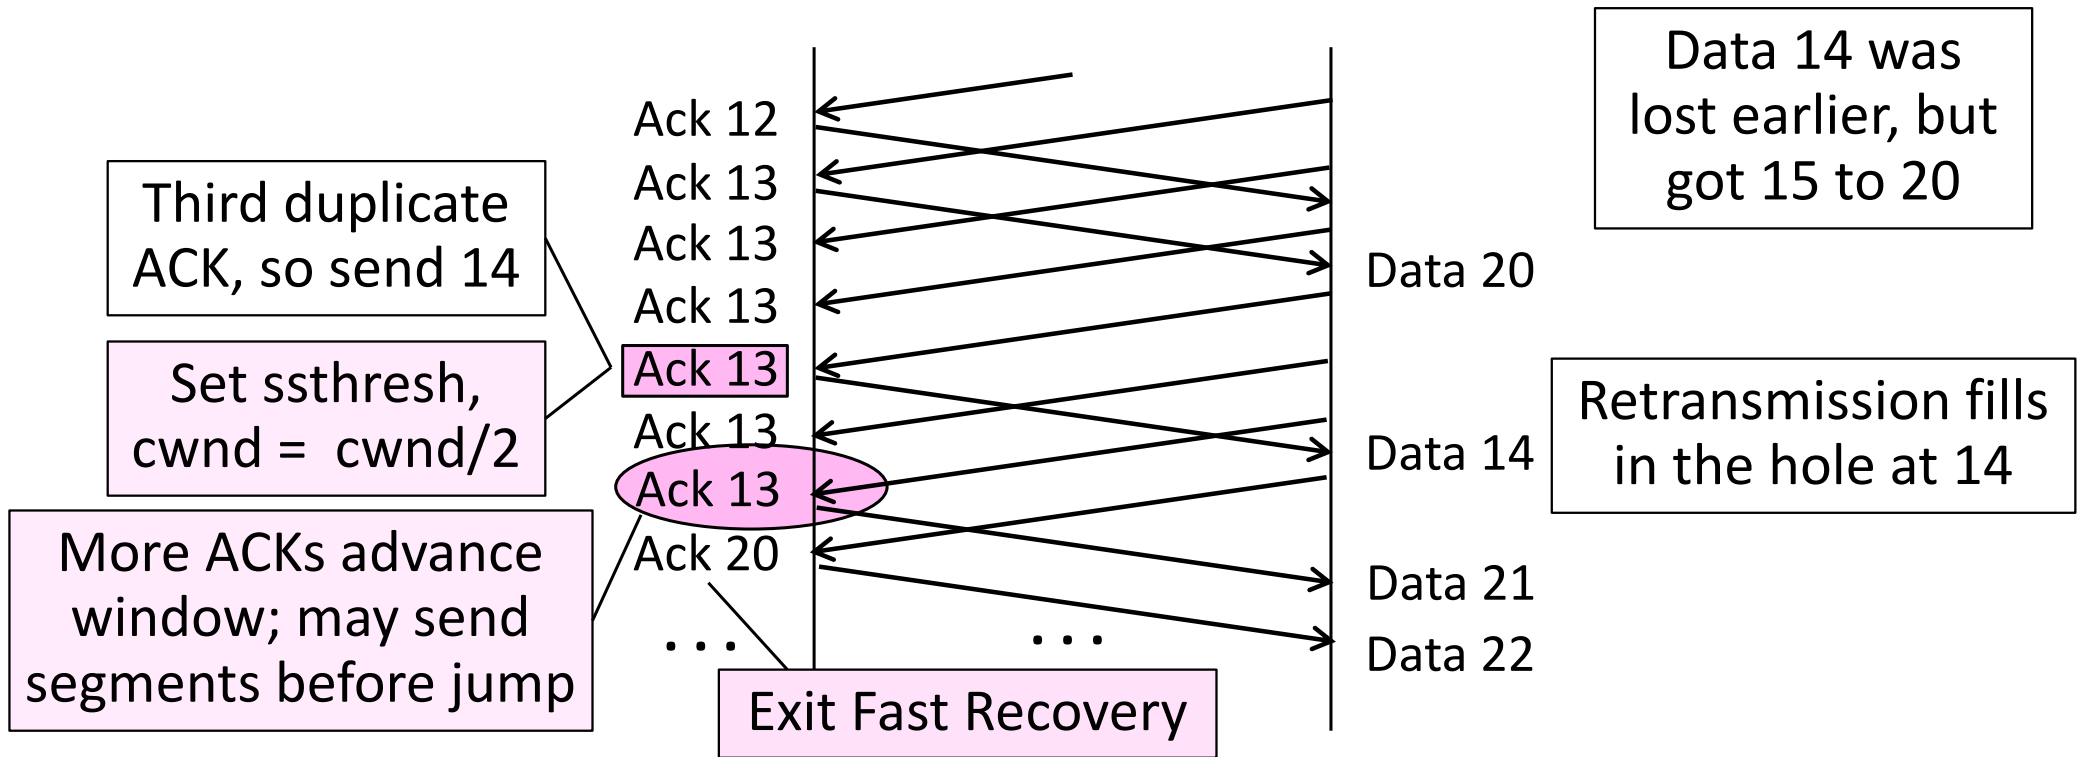 Data 14 was
lost earlier, but
got 15 to 20
Third duplicate
ACK, so send 14
Set ssthresh,
cwnd = cwnd/2
More ACKs advance
window; may send
segments before jump
Ack 12
Ack 13
Ack 13
Ack 13
Ack 13
Ack 13
Ack 13
Ack 20
. . .
. . .
Exit Fast Recovery
Data 20
Data 14
Data 21
Data 22
Retransmission fills
in the hole at 14